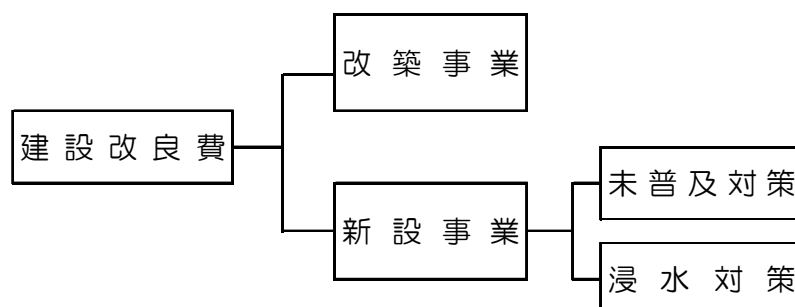 建設改良費
改築事業
新設事業
未普及対策
浸水対策